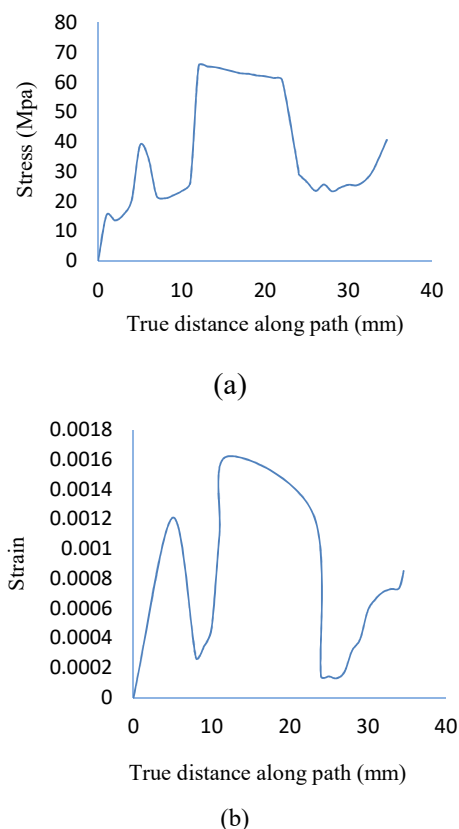 80
70
60
50
40
30
20
10
0
Stress (Mpa)
0 10 20 30 40
True distance along path (mm)
(a)
0.0018
0.0016
0.0014
0.0012
0.001
0.0008
0.0006
0.0004
0.0002
0
Strain
0 10 20 30 40
True distance along path (mm)
(b)